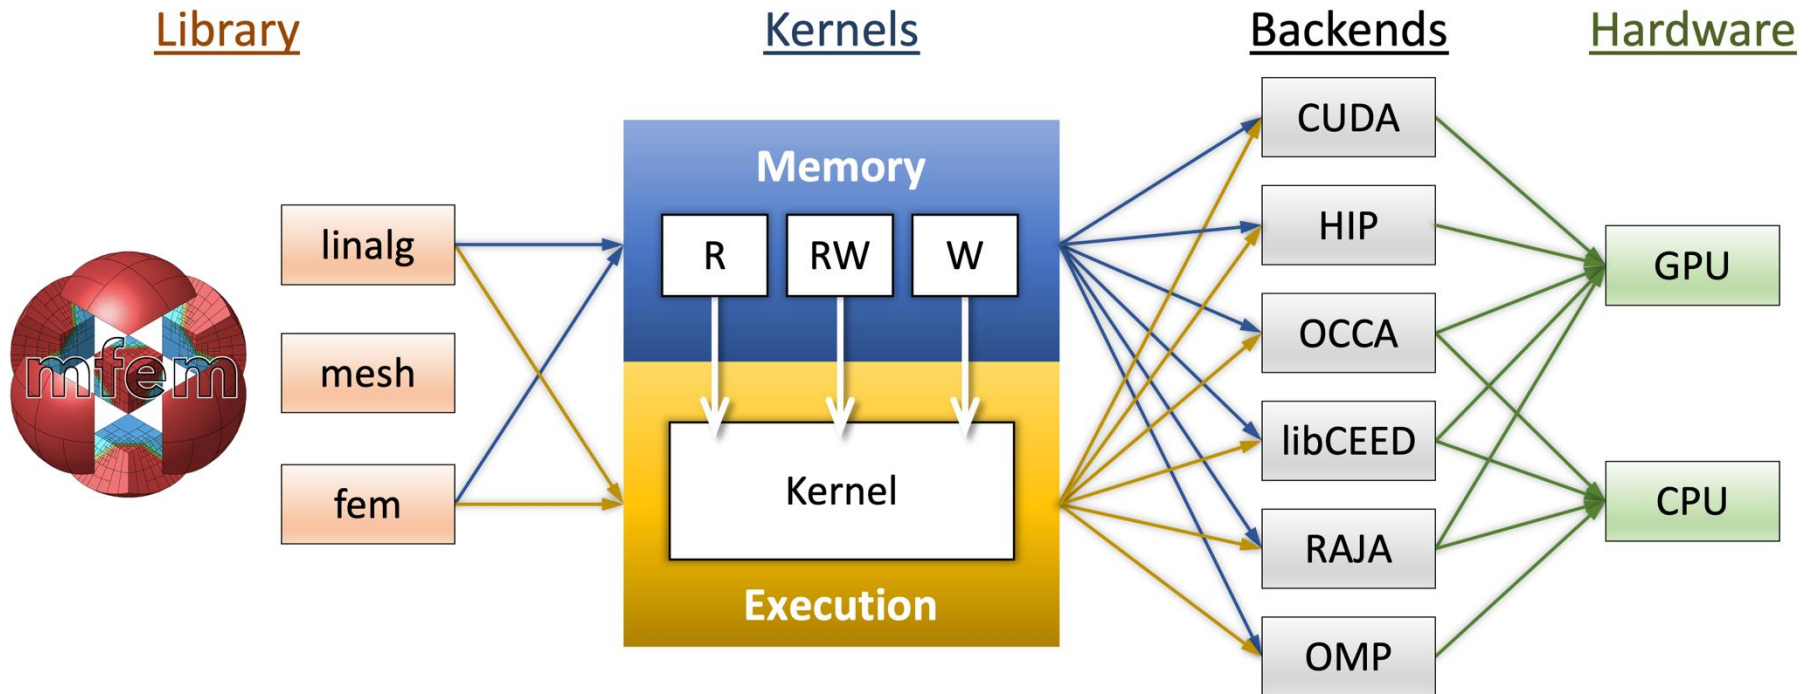 Library
Kernels
Backends
Hardware
mfem
linalg
mesh
fem
Memory
R
RW
W
Kernel
Execution
CUDA
HIP
OCCA
libCEED
RAJA
OMP
GPU
CPU